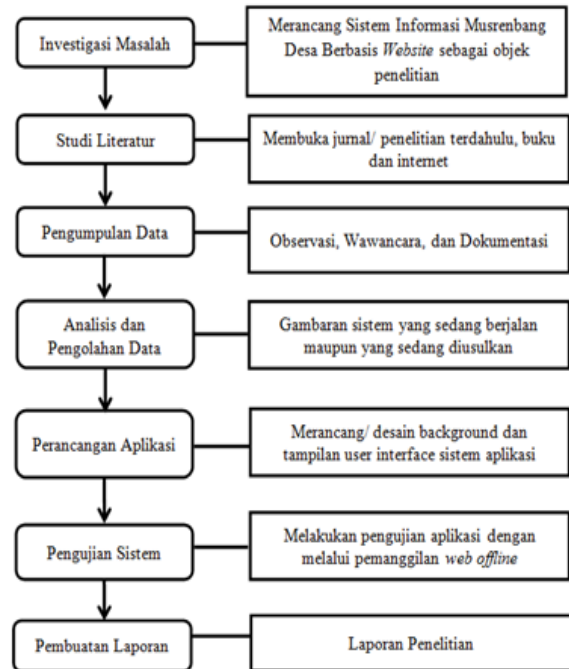 Investigasi Masalah
Merancang Sistem Informasi Musrenbang
Desa Berbasis Website sebagai objek
penelitian
Studi Literatur
Membuka jurnal/ penelitian terdahulu, buku
dan internet
Pengumpulan Data
Observasi, Wawancara, dan Dokumentasi
Analisis dan
Pengolahan Data
Gambaran sistem yang sedang berjalan
maupun yang sedang diusulkan
Perancangan Aplikasi
Merancang/ desain background dan
tampilan user interface sistem aplikasi
Pengujian Sistem
Melakukan pengujian aplikasi dengan
melalui pemanggilan web offline
Pembuatan Laporan
Laporan Penelitian